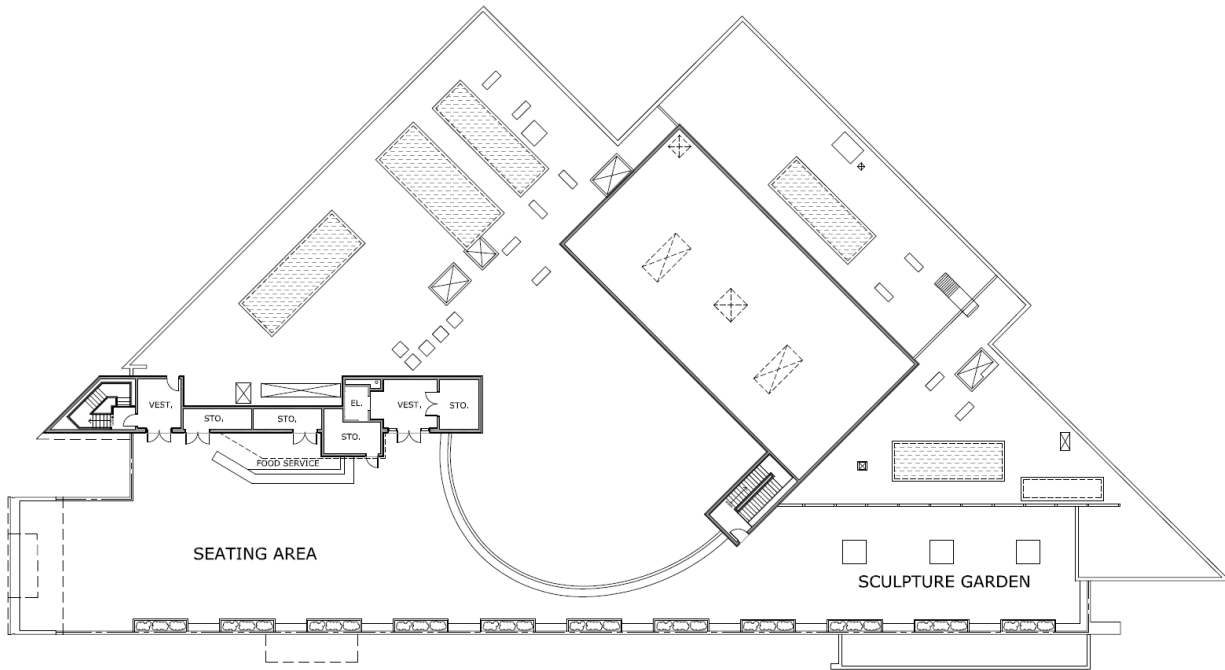 EL.
VEST.
VEST.
STO.
STO.
STO.
STO.
FOOD SERVICE
SEATING AREA
SCULPTURE GARDEN